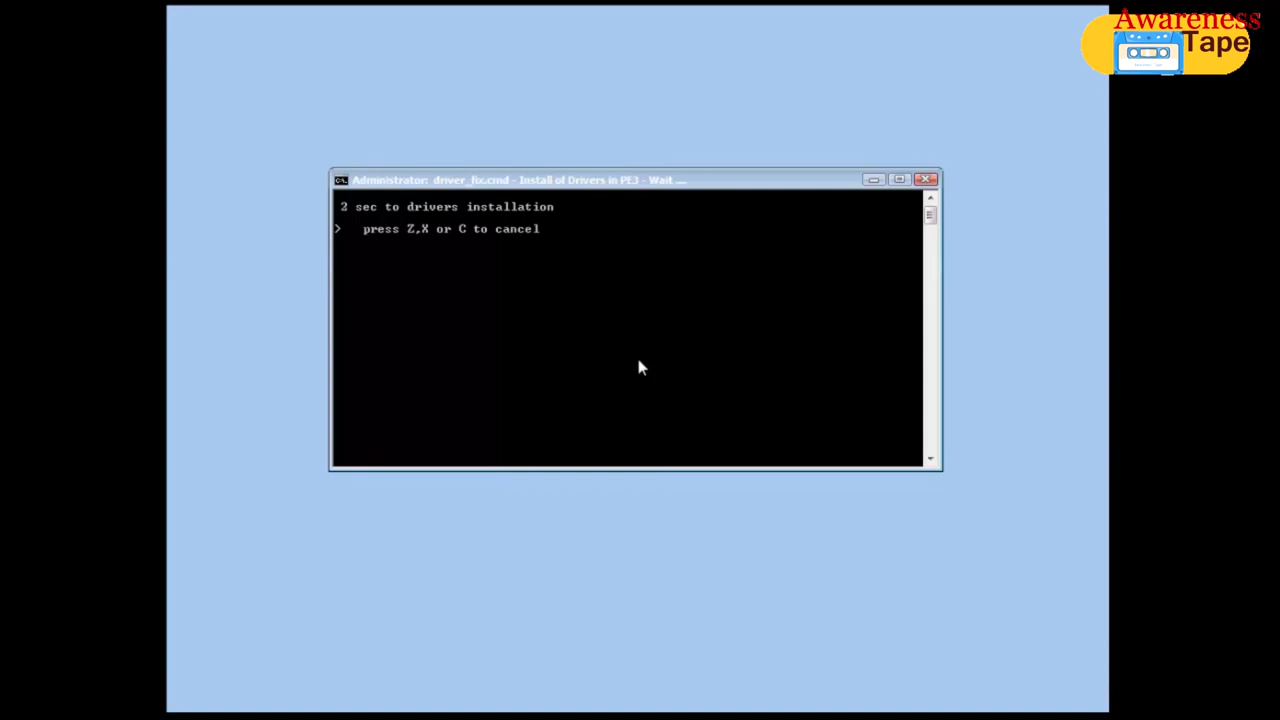 Awareness
Tape
Administrator: driver_fix.cmd - Install of Drivers in PE3 - Wait ....
2 sec to drivers installation
>   press Z,X or C to cancel